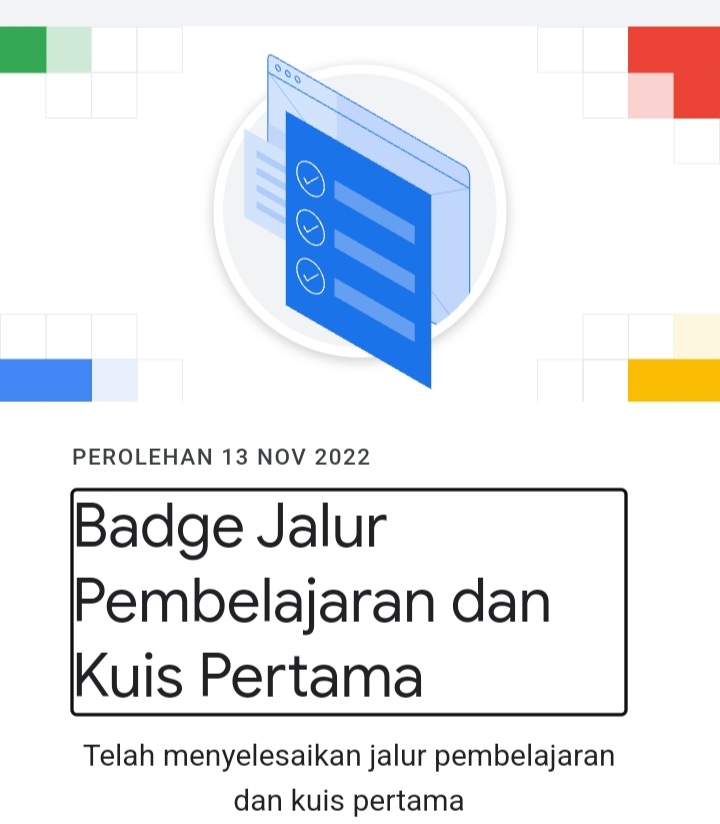 PEROLEHAN 13 NOV 2022
Badge Jalur
Pembelajaran dan
Kuis Pertama
Telah menyelesaikan jalur pembelajaran
dan kuis pertama